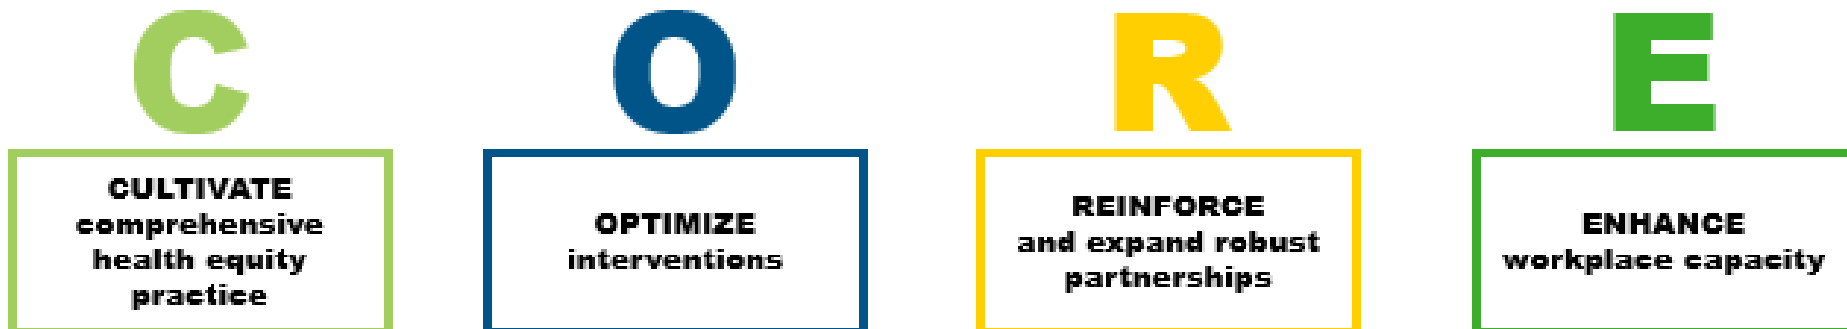 C
CULTIVATE
comprehensive
health equity
practice
O
OPTIMIZE
interventions
R
REINFORCE
and expand robust
partnerships
E
ENHANCE
workplace capacity